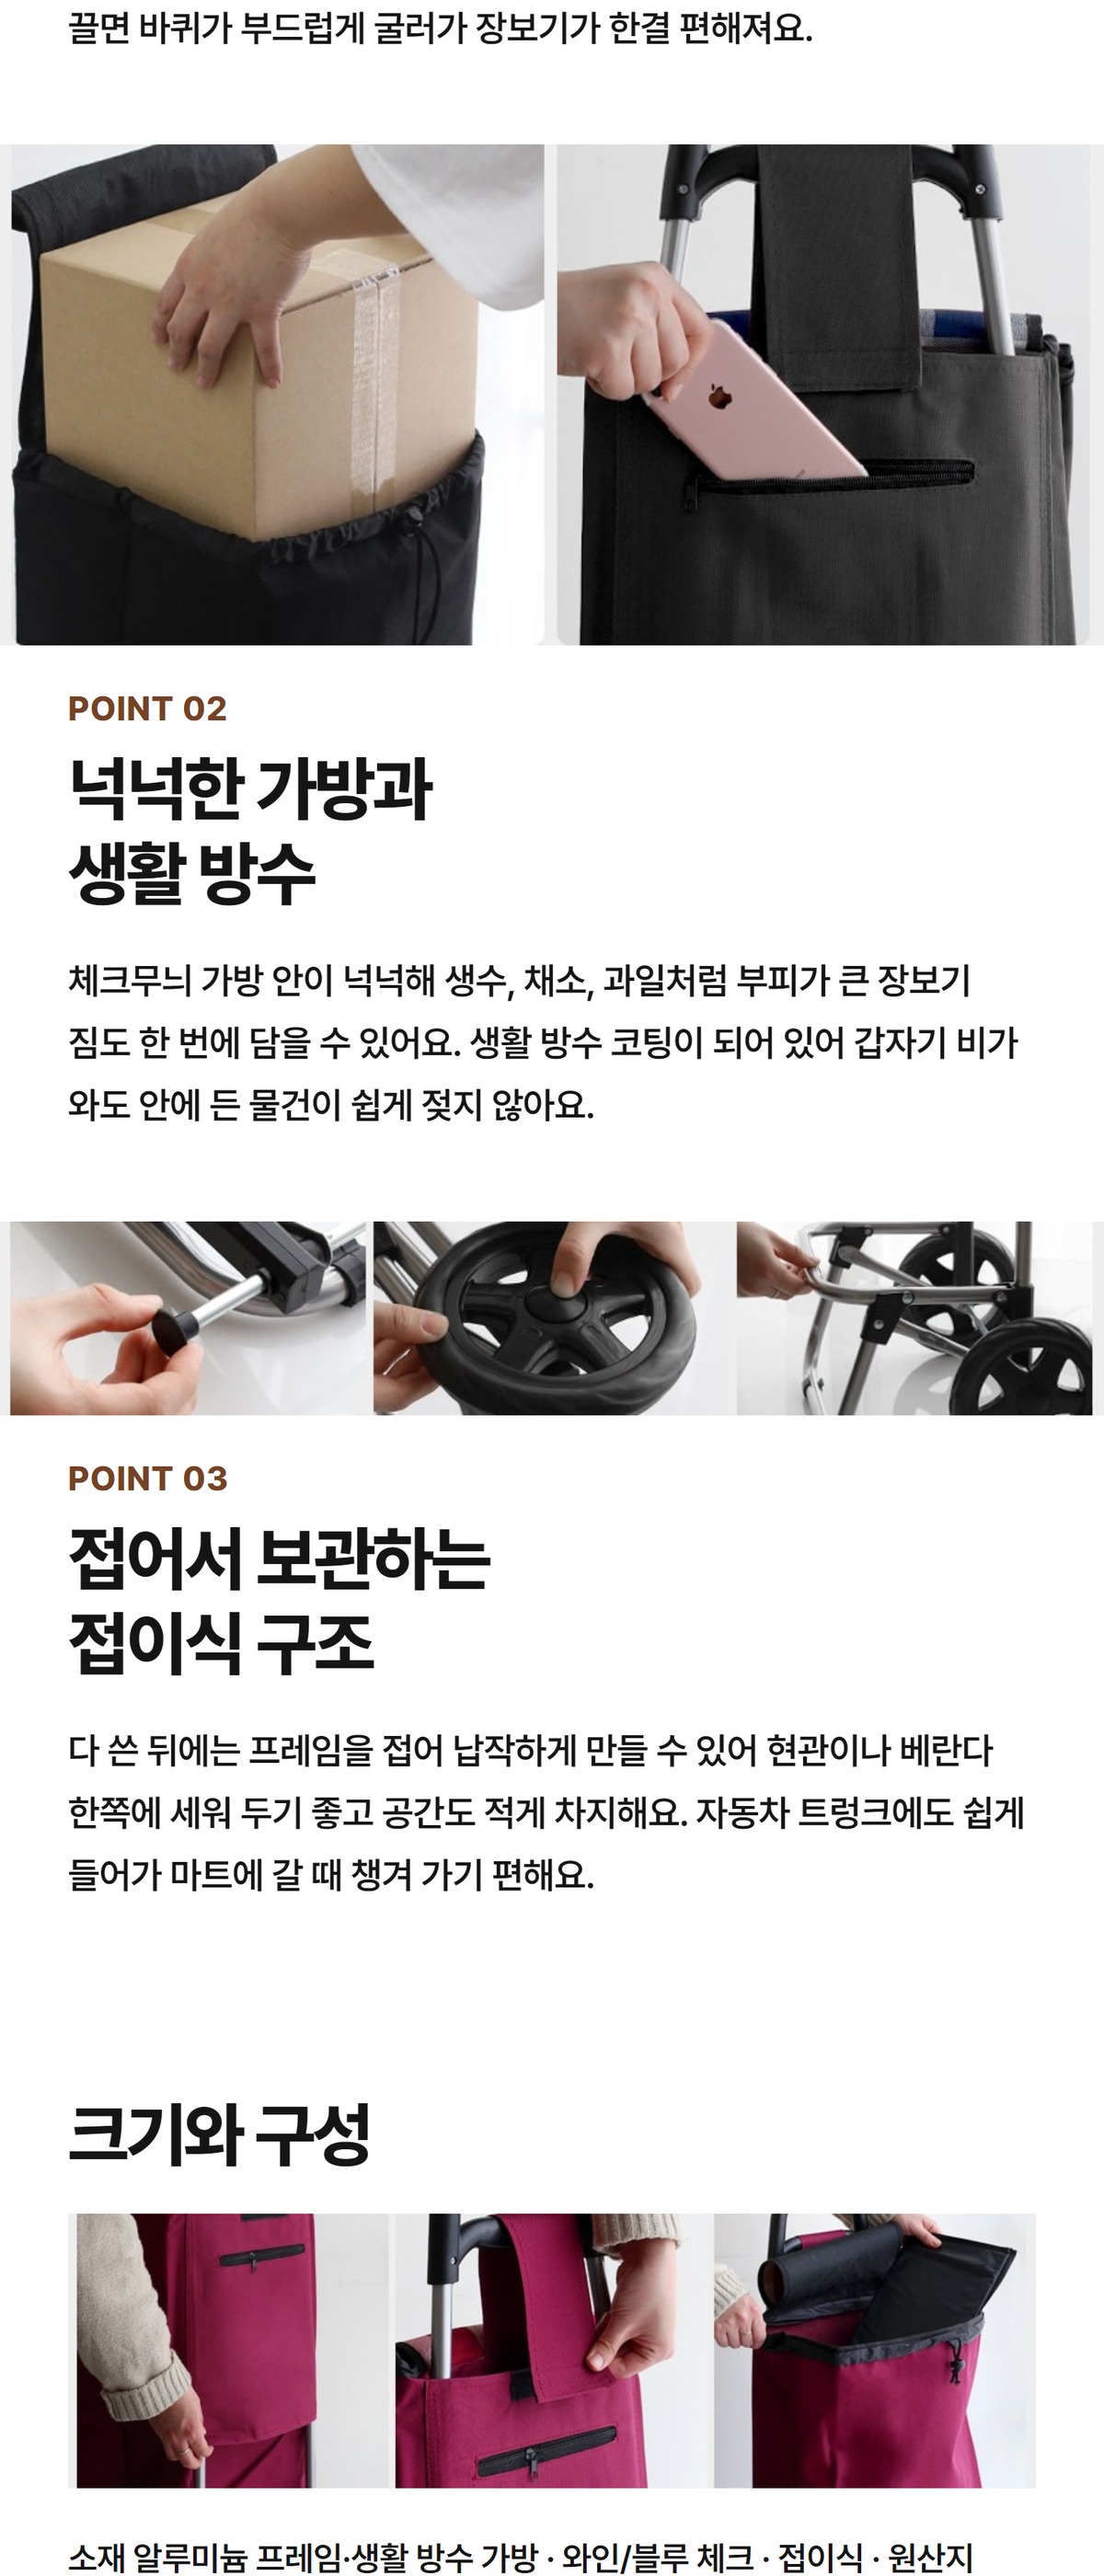 끌면 바퀴가 부드럽게 굴러가 장보기가 한결 편해져요.
POINT 02
넉넉한 가방과
생활 방수
체크무늬 가방 안이 넉넉해 생수, 채소, 과일처럼 부피가 큰 장보기
짐도 한 번에 담을 수 있어요. 생활 방수 코팅이 되어 있어 갑자기 비가
와도 안에 든 물건이 쉽게 젖지 않아요.
POINT 03
접어서 보관하는
접이식 구조
다 쓴 뒤에는 프레임을 접어 납작하게 만들 수 있어 현관이나 베란다
한쪽에 세워 두기 좋고 공간도 적게 차지해요. 자동차 트렁크에도 쉽게
들어가 마트에 갈 때 챙겨 가기 편해요.
크기와 구성
소재 알루미늄 프레임·생활 방수 가방 · 와인/블루 체크 · 접이식 · 원산지